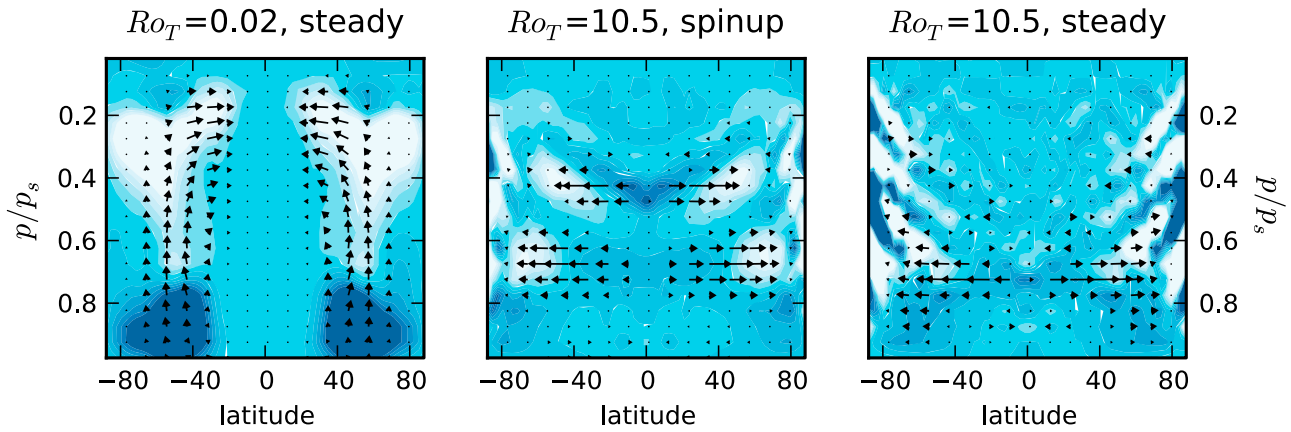 Ro_T=0.02, steady
Ro_T=10.5, spinup
Ro_T=10.5, steady
p/p_s
0.2
0.4
0.6
0.8
−80 −40 0 40 80
latitude
−80 −40 0 40 80
latitude
−80 −40 0 40 80
latitude
0.2
0.4
0.6
0.8
p/p_s